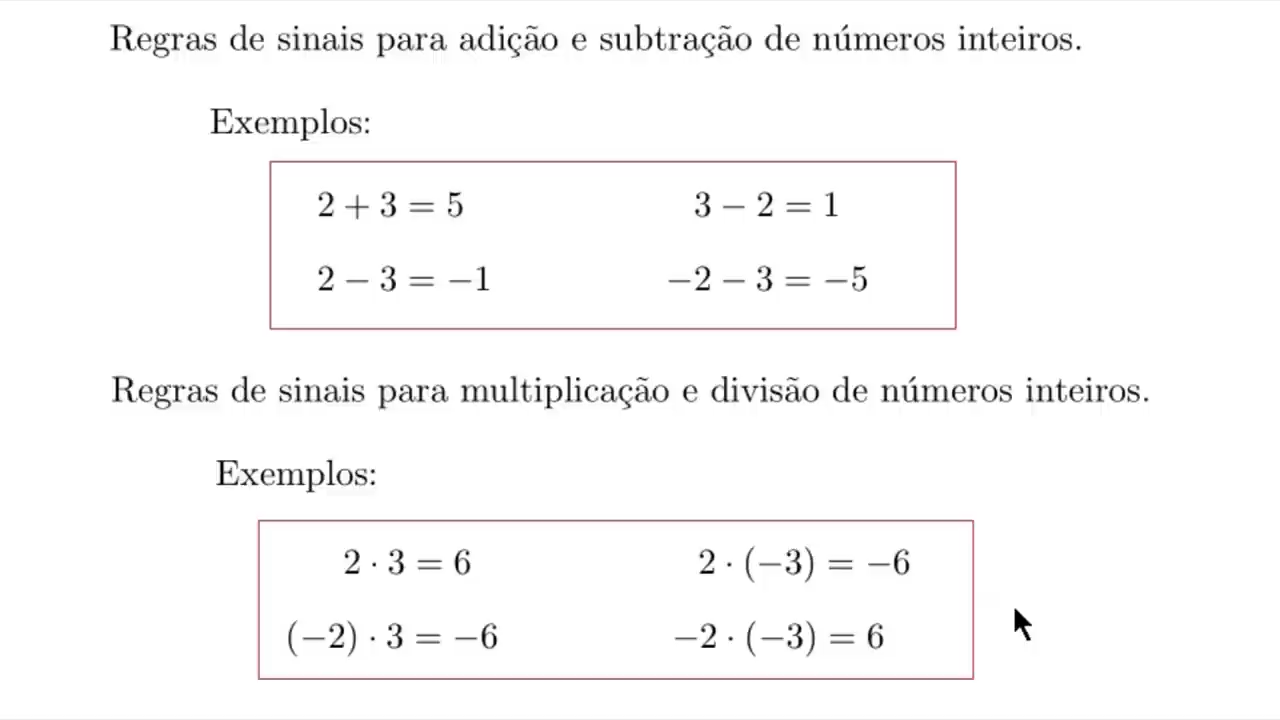 Regras de sinais para adição e subtração de números inteiros.
Exemplos:
2 + 3 = 5 3 − 2 = 1
2 − 3 = −1 −2 − 3 = −5
Regras de sinais para multiplicação e divisão de números inteiros.
Exemplos:
2 · 3 = 6 2 · (−3) = −6
(−2) · 3 = −6 −2 · (−3) = 6